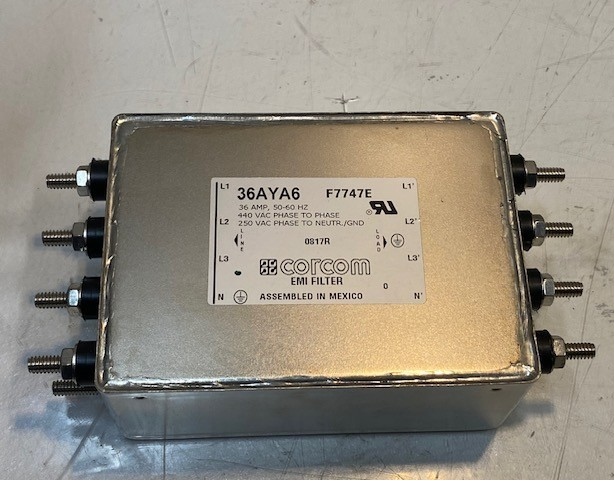 L1 36AYA6 F7747E L1'
36 AMP, 50-60 HZ
440 VAC PHASE TO PHASE
L2 250 VAC PHASE TO NEUTR./GND L2'
LINE 0817R LOAD
L3 corcom L3'
EMI FILTER
N ASSEMBLED IN MEXICO 0 N'